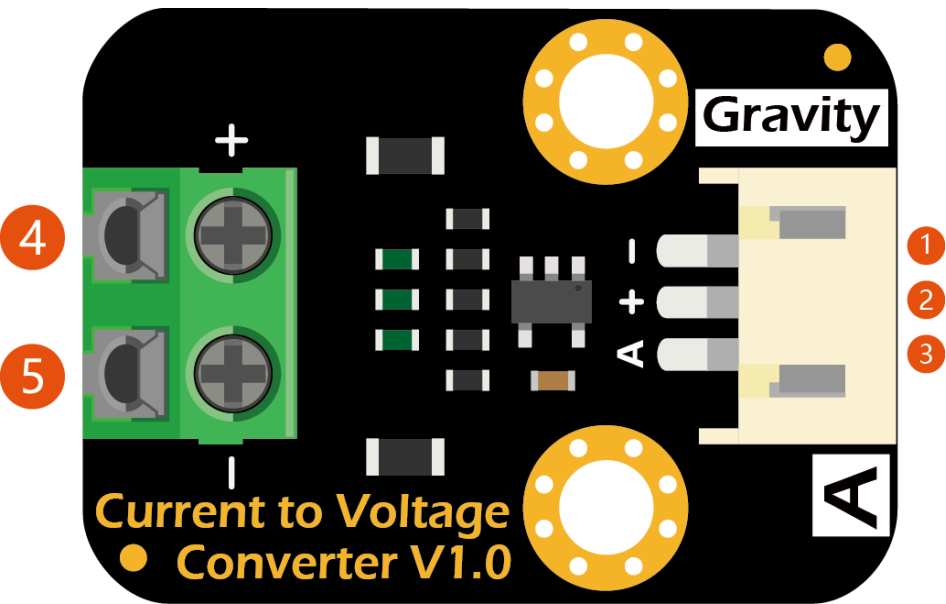 +
Gravity
4
1
−
+
2
A
3
5
−
A
Current to Voltage
Converter V1.0